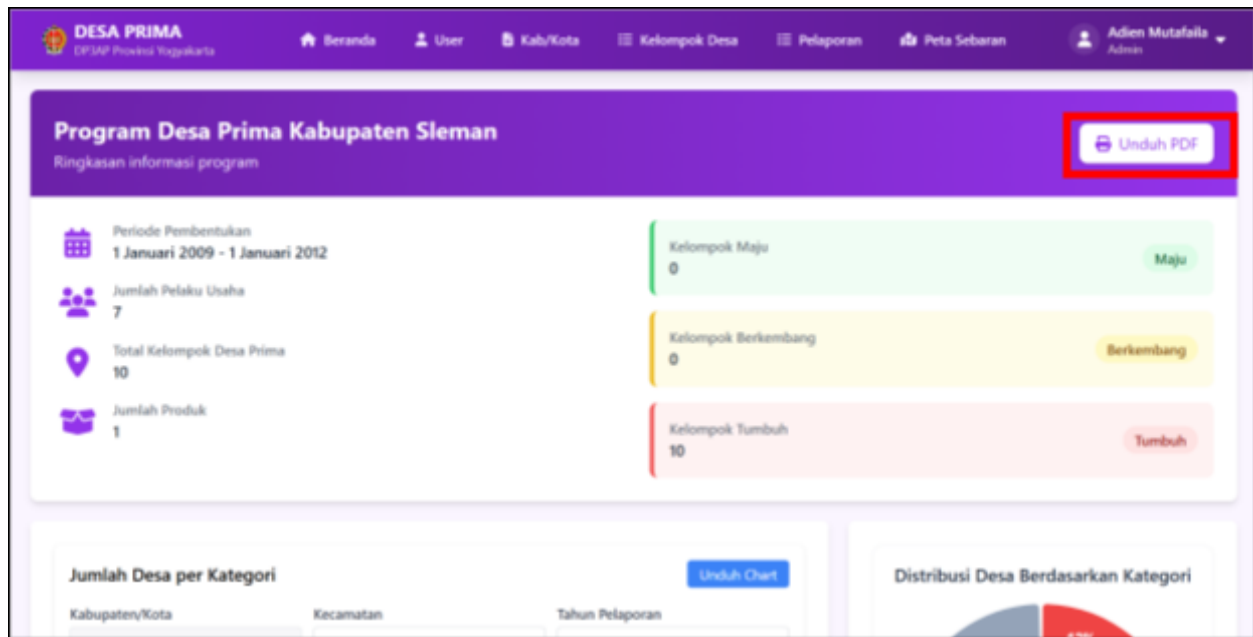 DESA PRIMA
DP3AP Provinsi Yogyakarta
Beranda
User
Kab/Kota
Kelompok Desa
Pelaporan
Peta Sebaran
Adien Mutafaila
Admin
Program Desa Prima Kabupaten Sleman
Ringkasan informasi program
Unduh PDF
Periode Pembentukan
1 Januari 2009 - 1 Januari 2012
Jumlah Pelaku Usaha
7
Total Kelompok Desa Prima
10
Jumlah Produk
1
Kelompok Maju
0
Maju
Kelompok Berkembang
0
Berkembang
Kelompok Tumbuh
10
Tumbuh
Jumlah Desa per Kategori
Unduh Chart
Kabupaten/Kota
Kecamatan
Tahun Pelaporan
Distribusi Desa Berdasarkan Kategori